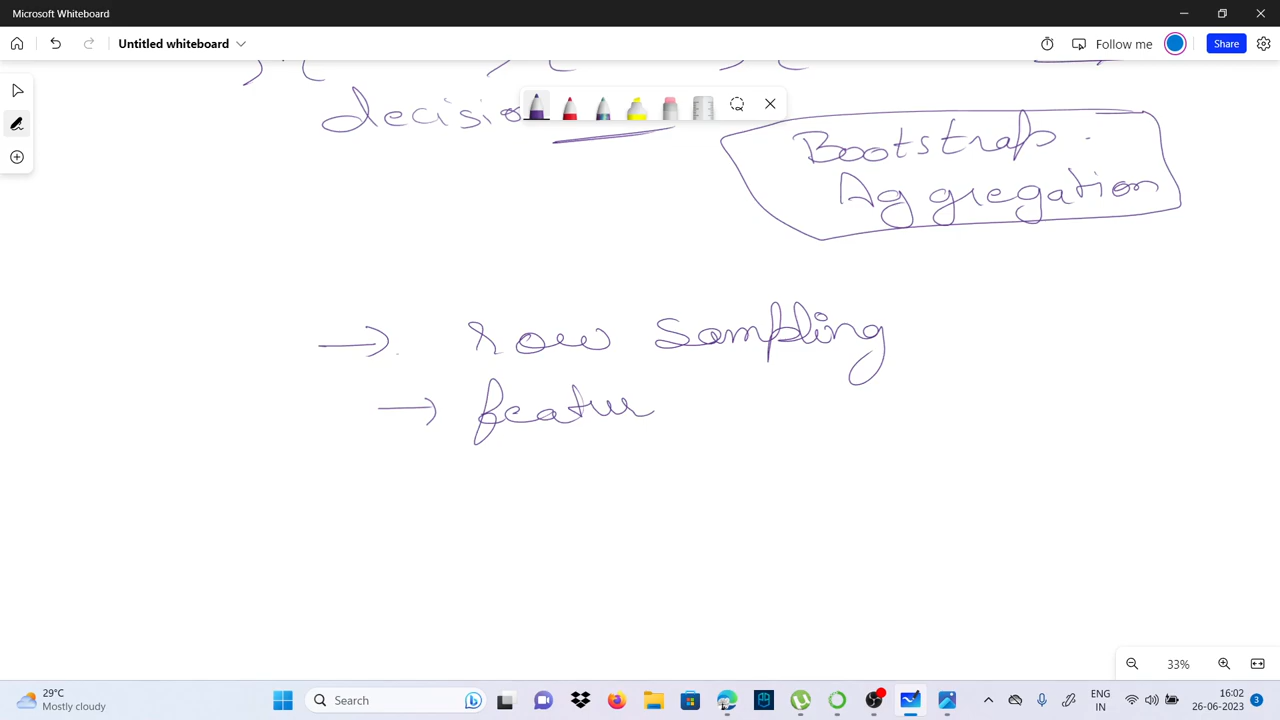 Microsoft Whiteboard
Untitled whiteboard
Follow me
Share
decisio
Bootstrap
Aggregation
→ row sampling
→ featur
33%
29°C
Mostly cloudy
Search
ENG
IN
16:02
26-06-2023
3